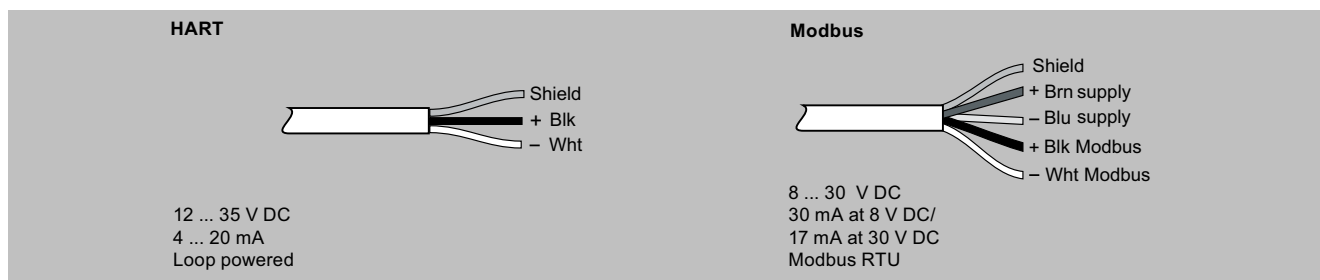 HART
Shield
+ Blk
– Wht
12 ... 35 V DC
4 ... 20 mA
Loop powered
Modbus
Shield
+ Brn supply
– Blu supply
+ Blk Modbus
– Wht Modbus
8 ... 30 V DC
30 mA at 8 V DC/
17 mA at 30 V DC
Modbus RTU